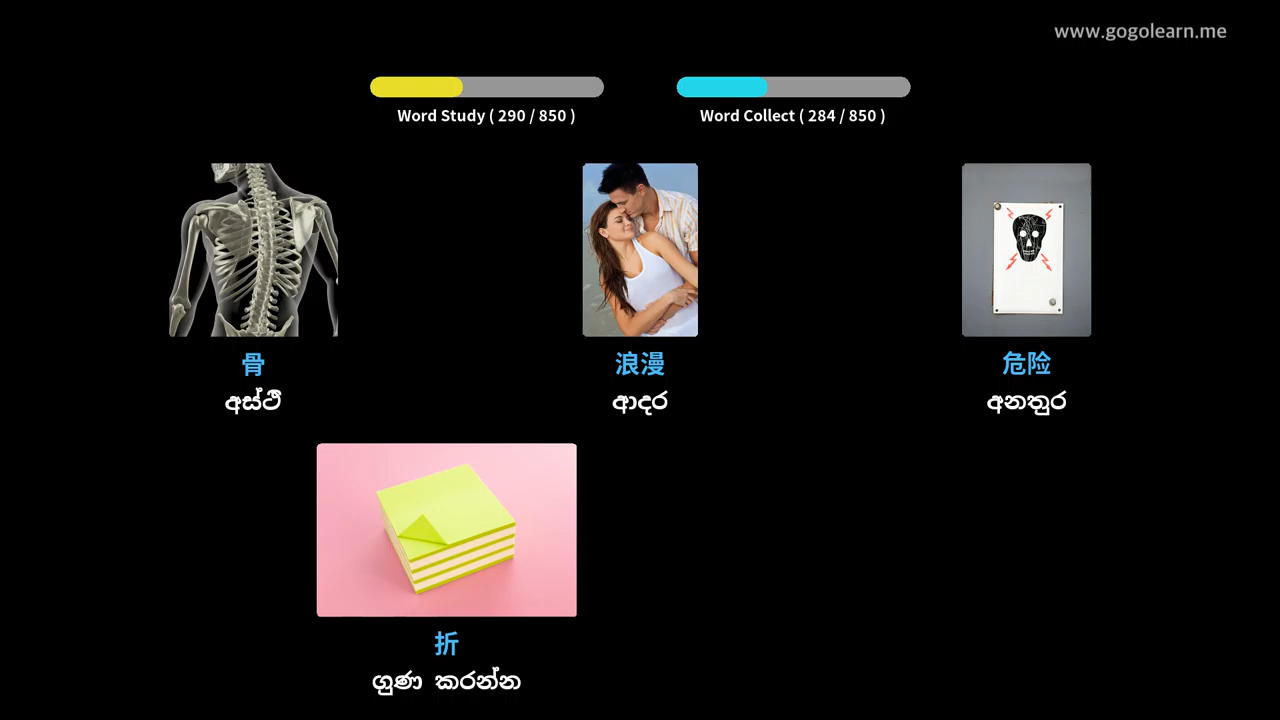 www.gogolearn.me
Word Study ( 290 / 850 )
Word Collect ( 284 / 850 )
骨
අස්ථි
浪漫
ආදර
危险
අනතුර
折
ගුණ කරන්න